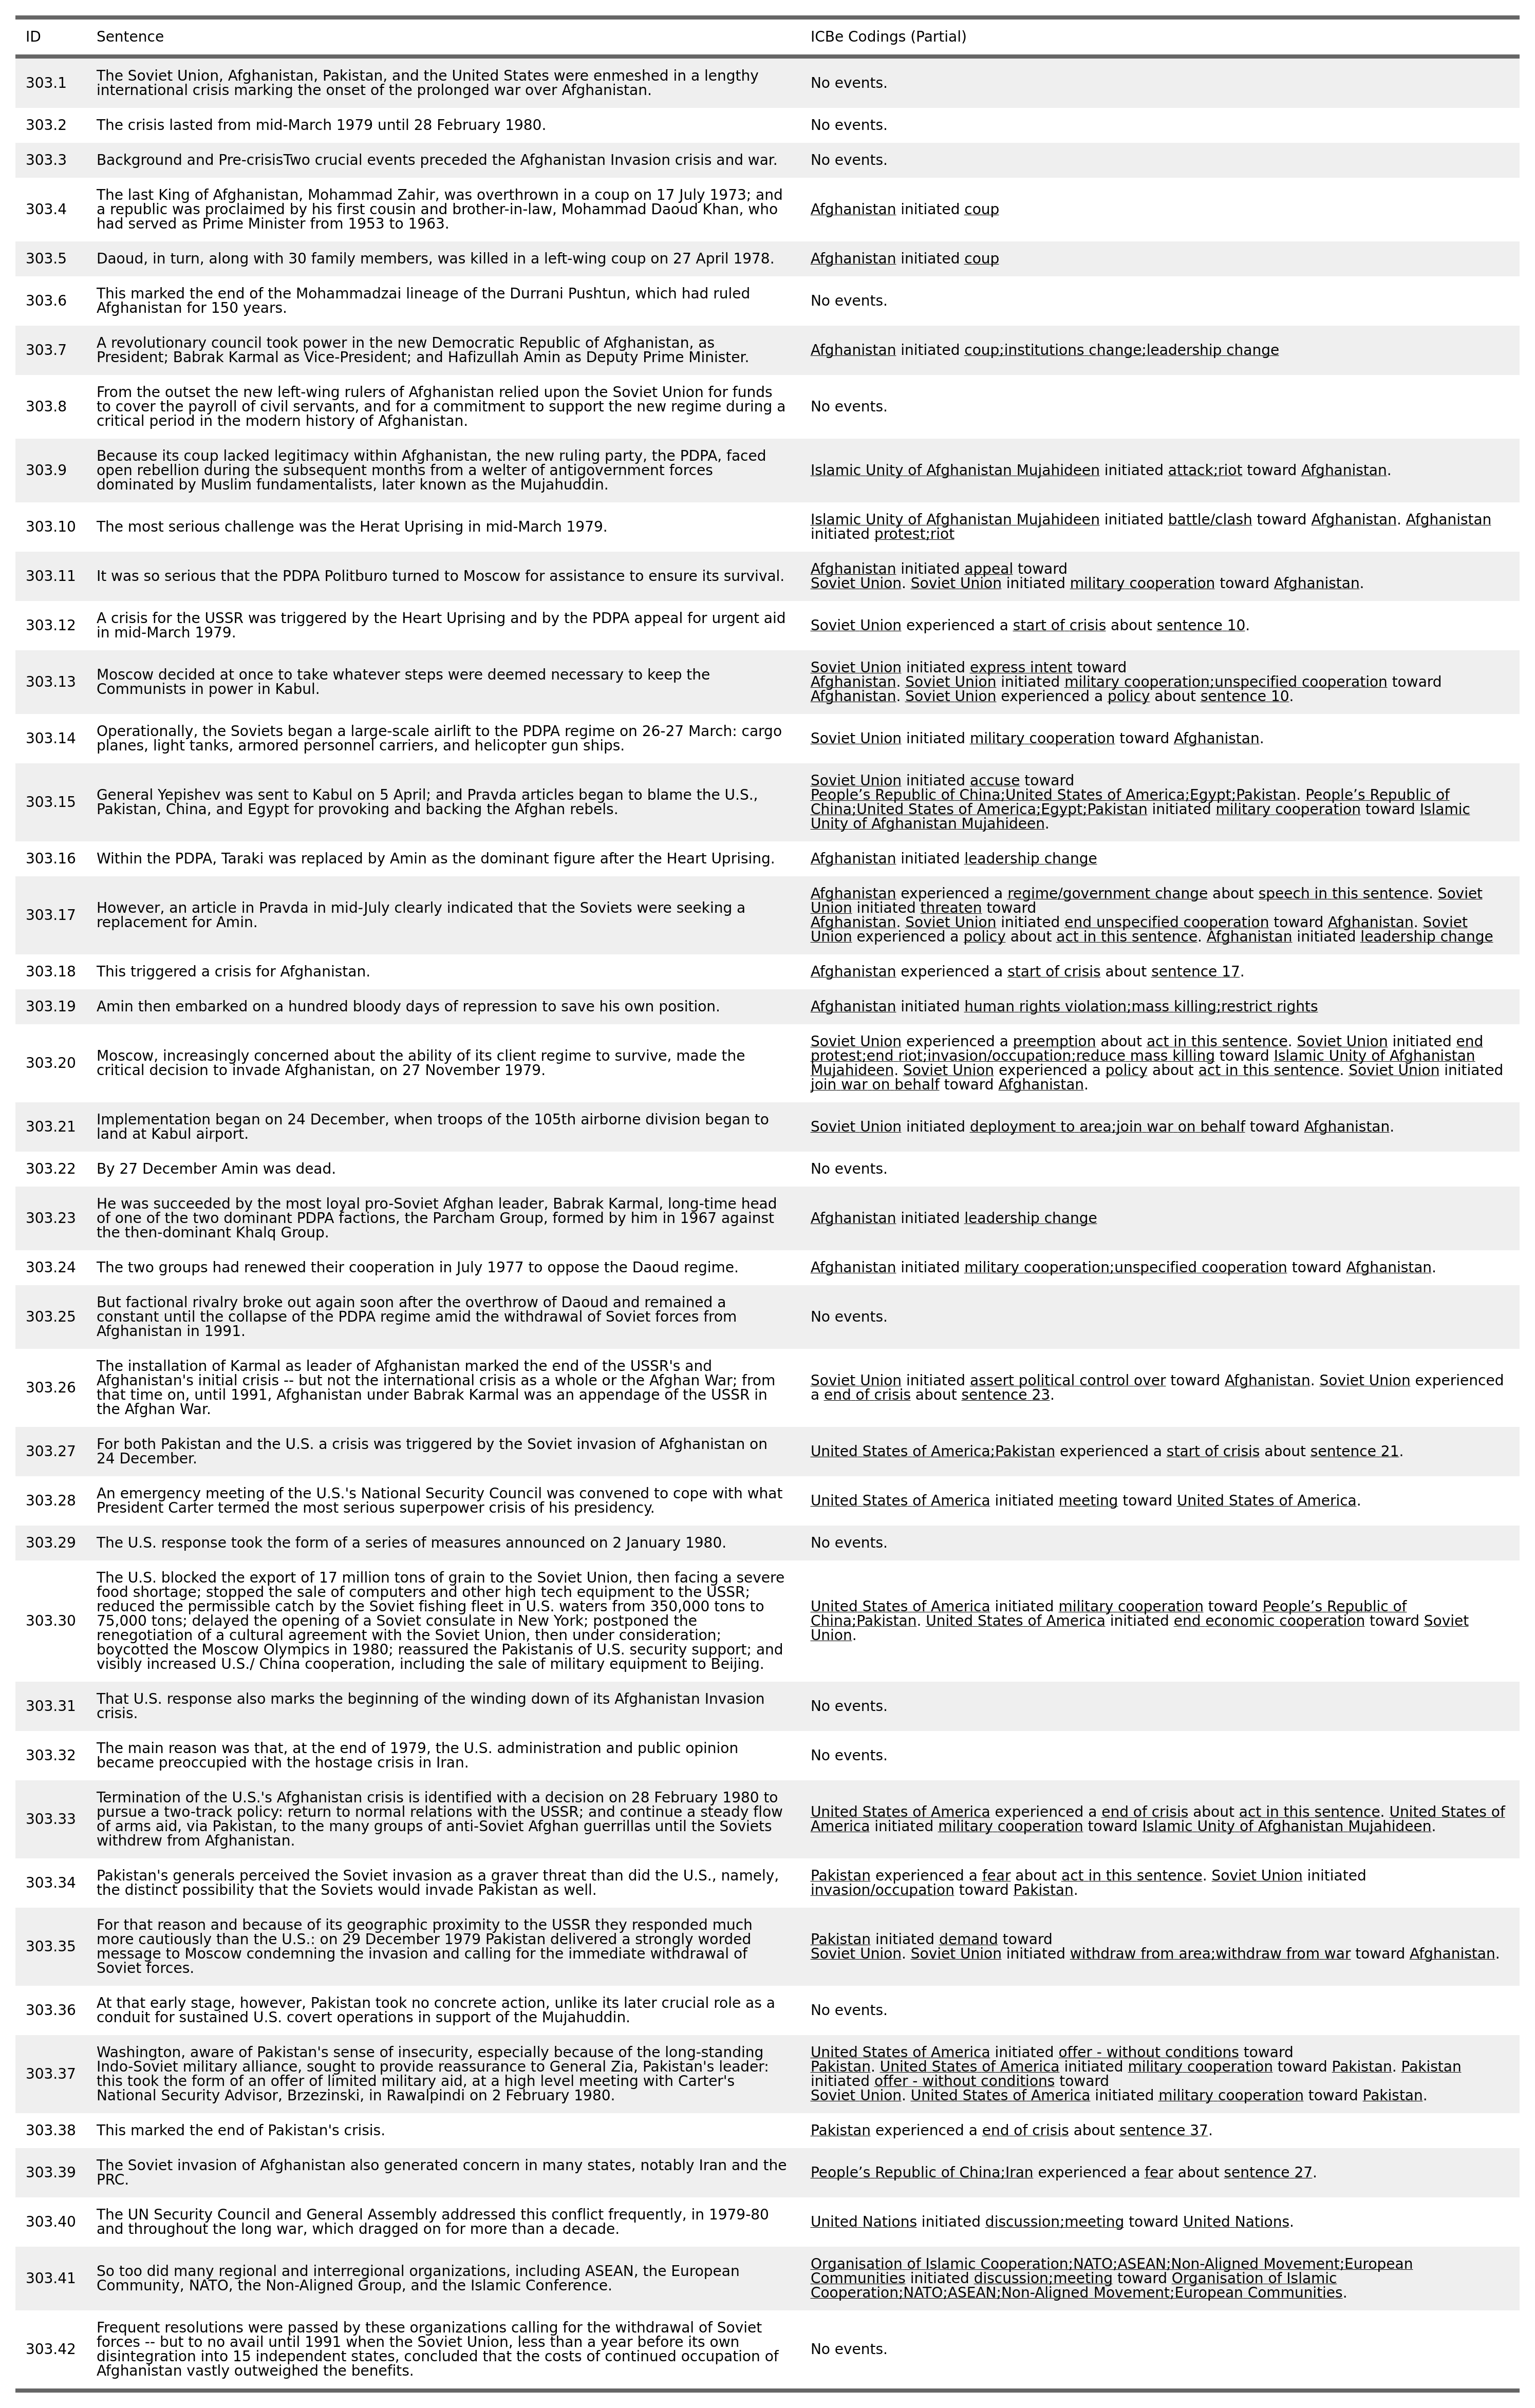 ID Sentence ICBe Codings (Partial)
303.1 The Soviet Union, Afghanistan, Pakistan, and the United States were enmeshed in a lengthy
international crisis marking the onset of the prolonged war over Afghanistan. No events.
303.2 The crisis lasted from mid-March 1979 until 28 February 1980. No events.
303.3 Background and Pre-crisisTwo crucial events preceded the Afghanistan Invasion crisis and war. No events.
303.4 The last King of Afghanistan, Mohammad Zahir, was overthrown in a coup on 17 July 1973; and
a republic was proclaimed by his first cousin and brother-in-law, Mohammad Daoud Khan, who
had served as Prime Minister from 1953 to 1963.
Afghanistan initiated coup
303.5 Daoud, in turn, along with 30 family members, was killed in a left-wing coup on 27 April 1978. Afghanistan initiated coup
303.6 This marked the end of the Mohammadzai lineage of the Durrani Pushtun, which had ruled
Afghanistan for 150 years.
No events.
303.7 A revolutionary council took power in the new Democratic Republic of Afghanistan, as
President; Babrak Karmal as Vice-President; and Hafizullah Amin as Deputy Prime Minister.
Afghanistan initiated coup;institutions change;leadership change
303.8 From the outset the new left-wing rulers of Afghanistan relied upon the Soviet Union for funds
to cover the payroll of civil servants, and for a commitment to support the new regime during a
critical period in the modern history of Afghanistan.
No events.
303.9 Because its coup lacked legitimacy within Afghanistan, the new ruling party, the PDPA, faced
open rebellion during the subsequent months from a welter of antigovernment forces
dominated by Muslim fundamentalists, later known as the Mujahuddin.
Islamic Unity of Afghanistan Mujahideen initiated attack;riot toward Afghanistan.
303.10 The most serious challenge was the Herat Uprising in mid-March 1979.
Islamic Unity of Afghanistan Mujahideen initiated battle/clash toward Afghanistan. Afghanistan
initiated protest;riot
303.11 It was so serious that the PDPA Politburo turned to Moscow for assistance to ensure its survival.
Afghanistan initiated appeal toward
Soviet Union. Soviet Union initiated military cooperation toward Afghanistan.
303.12 A crisis for the USSR was triggered by the Heart Uprising and by the PDPA appeal for urgent aid
in mid-March 1979.
Soviet Union experienced a start of crisis about sentence 10.
303.13 Moscow decided at once to take whatever steps were deemed necessary to keep the
Communists in power in Kabul.
Soviet Union initiated express intent toward
Afghanistan. Soviet Union initiated military cooperation;unspecified cooperation toward
Afghanistan. Soviet Union experienced a policy about sentence 10.
303.14 Operationally, the Soviets began a large-scale airlift to the PDPA regime on 26-27 March: cargo
planes, light tanks, armored personnel carriers, and helicopter gun ships.
Soviet Union initiated military cooperation toward Afghanistan.
303.15 General Yepishev was sent to Kabul on 5 April; and Pravda articles began to blame the U.S.,
Pakistan, China, and Egypt for provoking and backing the Afghan rebels.
Soviet Union initiated accuse toward
People’s Republic of China;United States of America;Egypt;Pakistan. People’s Republic of
China;United States of America;Egypt;Pakistan initiated military cooperation toward Islamic
Unity of Afghanistan Mujahideen.
303.16 Within the PDPA, Taraki was replaced by Amin as the dominant figure after the Heart Uprising. Afghanistan initiated leadership change
303.17 However, an article in Pravda in mid-July clearly indicated that the Soviets were seeking a
replacement for Amin.
Afghanistan experienced a regime/government change about speech in this sentence. Soviet
Union initiated threaten toward
Afghanistan. Soviet Union initiated end unspecified cooperation toward Afghanistan. Soviet
Union experienced a policy about act in this sentence. Afghanistan initiated leadership change
303.18 This triggered a crisis for Afghanistan. Afghanistan experienced a start of crisis about sentence 17.
303.19 Amin then embarked on a hundred bloody days of repression to save his own position. Afghanistan initiated human rights violation;mass killing;restrict rights
303.20 Moscow, increasingly concerned about the ability of its client regime to survive, made the
critical decision to invade Afghanistan, on 27 November 1979.
Soviet Union experienced a preemption about act in this sentence. Soviet Union initiated end
protest;end riot;invasion/occupation;reduce mass killing toward Islamic Unity of Afghanistan
Mujahideen. Soviet Union experienced a policy about act in this sentence. Soviet Union initiated
join war on behalf toward Afghanistan.
303.21 Implementation began on 24 December, when troops of the 105th airborne division began to
land at Kabul airport.
Soviet Union initiated deployment to area;join war on behalf toward Afghanistan.
303.22 By 27 December Amin was dead. No events.
303.23 He was succeeded by the most loyal pro-Soviet Afghan leader, Babrak Karmal, long-time head
of one of the two dominant PDPA factions, the Parcham Group, formed by him in 1967 against
the then-dominant Khalq Group.
Afghanistan initiated leadership change
303.24 The two groups had renewed their cooperation in July 1977 to oppose the Daoud regime. Afghanistan initiated military cooperation;unspecified cooperation toward Afghanistan.
303.25 But factional rivalry broke out again soon after the overthrow of Daoud and remained a
constant until the collapse of the PDPA regime amid the withdrawal of Soviet forces from
Afghanistan in 1991.
No events.
303.26 The installation of Karmal as leader of Afghanistan marked the end of the USSR's and
Afghanistan's initial crisis -- but not the international crisis as a whole or the Afghan War; from
that time on, until 1991, Afghanistan under Babrak Karmal was an appendage of the USSR in
the Afghan War.
Soviet Union initiated assert political control over toward Afghanistan. Soviet Union experienced
a end of crisis about sentence 23.
303.27 For both Pakistan and the U.S. a crisis was triggered by the Soviet invasion of Afghanistan on
24 December.
United States of America;Pakistan experienced a start of crisis about sentence 21.
303.28 An emergency meeting of the U.S.'s National Security Council was convened to cope with what
President Carter termed the most serious superpower crisis of his presidency.
United States of America initiated meeting toward United States of America.
303.29 The U.S. response took the form of a series of measures announced on 2 January 1980. No events.
303.30 The U.S. blocked the export of 17 million tons of grain to the Soviet Union, then facing a severe
food shortage; stopped the sale of computers and other high tech equipment to the USSR;
reduced the permissible catch by the Soviet fishing fleet in U.S. waters from 350,000 tons to
75,000 tons; delayed the opening of a Soviet consulate in New York; postponed the
renegotiation of a cultural agreement with the Soviet Union, then under consideration;
boycotted the Moscow Olympics in 1980; reassured the Pakistanis of U.S. security support; and
visibly increased U.S./ China cooperation, including the sale of military equipment to Beijing.
United States of America initiated military cooperation toward People’s Republic of
China;Pakistan. United States of America initiated end economic cooperation toward Soviet
Union.
303.31 That U.S. response also marks the beginning of the winding down of its Afghanistan Invasion
crisis.
No events.
303.32 The main reason was that, at the end of 1979, the U.S. administration and public opinion
became preoccupied with the hostage crisis in Iran.
No events.
303.33 Termination of the U.S.'s Afghanistan crisis is identified with a decision on 28 February 1980 to
pursue a two-track policy: return to normal relations with the USSR; and continue a steady flow
of arms aid, via Pakistan, to the many groups of anti-Soviet Afghan guerrillas until the Soviets
withdrew from Afghanistan.
United States of America experienced a end of crisis about act in this sentence. United States of
America initiated military cooperation toward Islamic Unity of Afghanistan Mujahideen.
303.34 Pakistan's generals perceived the Soviet invasion as a graver threat than did the U.S., namely,
the distinct possibility that the Soviets would invade Pakistan as well.
Pakistan experienced a fear about act in this sentence. Soviet Union initiated
invasion/occupation toward Pakistan.
303.35 For that reason and because of its geographic proximity to the USSR they responded much
more cautiously than the U.S.: on 29 December 1979 Pakistan delivered a strongly worded
message to Moscow condemning the invasion and calling for the immediate withdrawal of
Soviet forces.
Pakistan initiated demand toward
Soviet Union. Soviet Union initiated withdraw from area;withdraw from war toward Afghanistan.
303.36 At that early stage, however, Pakistan took no concrete action, unlike its later crucial role as a
conduit for sustained U.S. covert operations in support of the Mujahuddin.
No events.
303.37 Washington, aware of Pakistan's sense of insecurity, especially because of the long-standing
Indo-Soviet military alliance, sought to provide reassurance to General Zia, Pakistan's leader:
this took the form of an offer of limited military aid, at a high level meeting with Carter's
National Security Advisor, Brzezinski, in Rawalpindi on 2 February 1980.
United States of America initiated offer - without conditions toward
Pakistan. United States of America initiated military cooperation toward Pakistan. Pakistan
initiated offer - without conditions toward
Soviet Union. United States of America initiated military cooperation toward Pakistan.
303.38 This marked the end of Pakistan's crisis. Pakistan experienced a end of crisis about sentence 37.
303.39 The Soviet invasion of Afghanistan also generated concern in many states, notably Iran and the
PRC.
People’s Republic of China;Iran experienced a fear about sentence 27.
303.40 The UN Security Council and General Assembly addressed this conflict frequently, in 1979-80
and throughout the long war, which dragged on for more than a decade.
United Nations initiated discussion;meeting toward United Nations.
303.41 So too did many regional and interregional organizations, including ASEAN, the European
Community, NATO, the Non-Aligned Group, and the Islamic Conference.
Organisation of Islamic Cooperation;NATO;ASEAN;Non-Aligned Movement;European
Communities initiated discussion;meeting toward Organisation of Islamic
Cooperation;NATO;ASEAN;Non-Aligned Movement;European Communities.
303.42 Frequent resolutions were passed by these organizations calling for the withdrawal of Soviet
forces -- but to no avail until 1991 when the Soviet Union, less than a year before its own
disintegration into 15 independent states, concluded that the costs of continued occupation of
Afghanistan vastly outweighed the benefits.
No events.